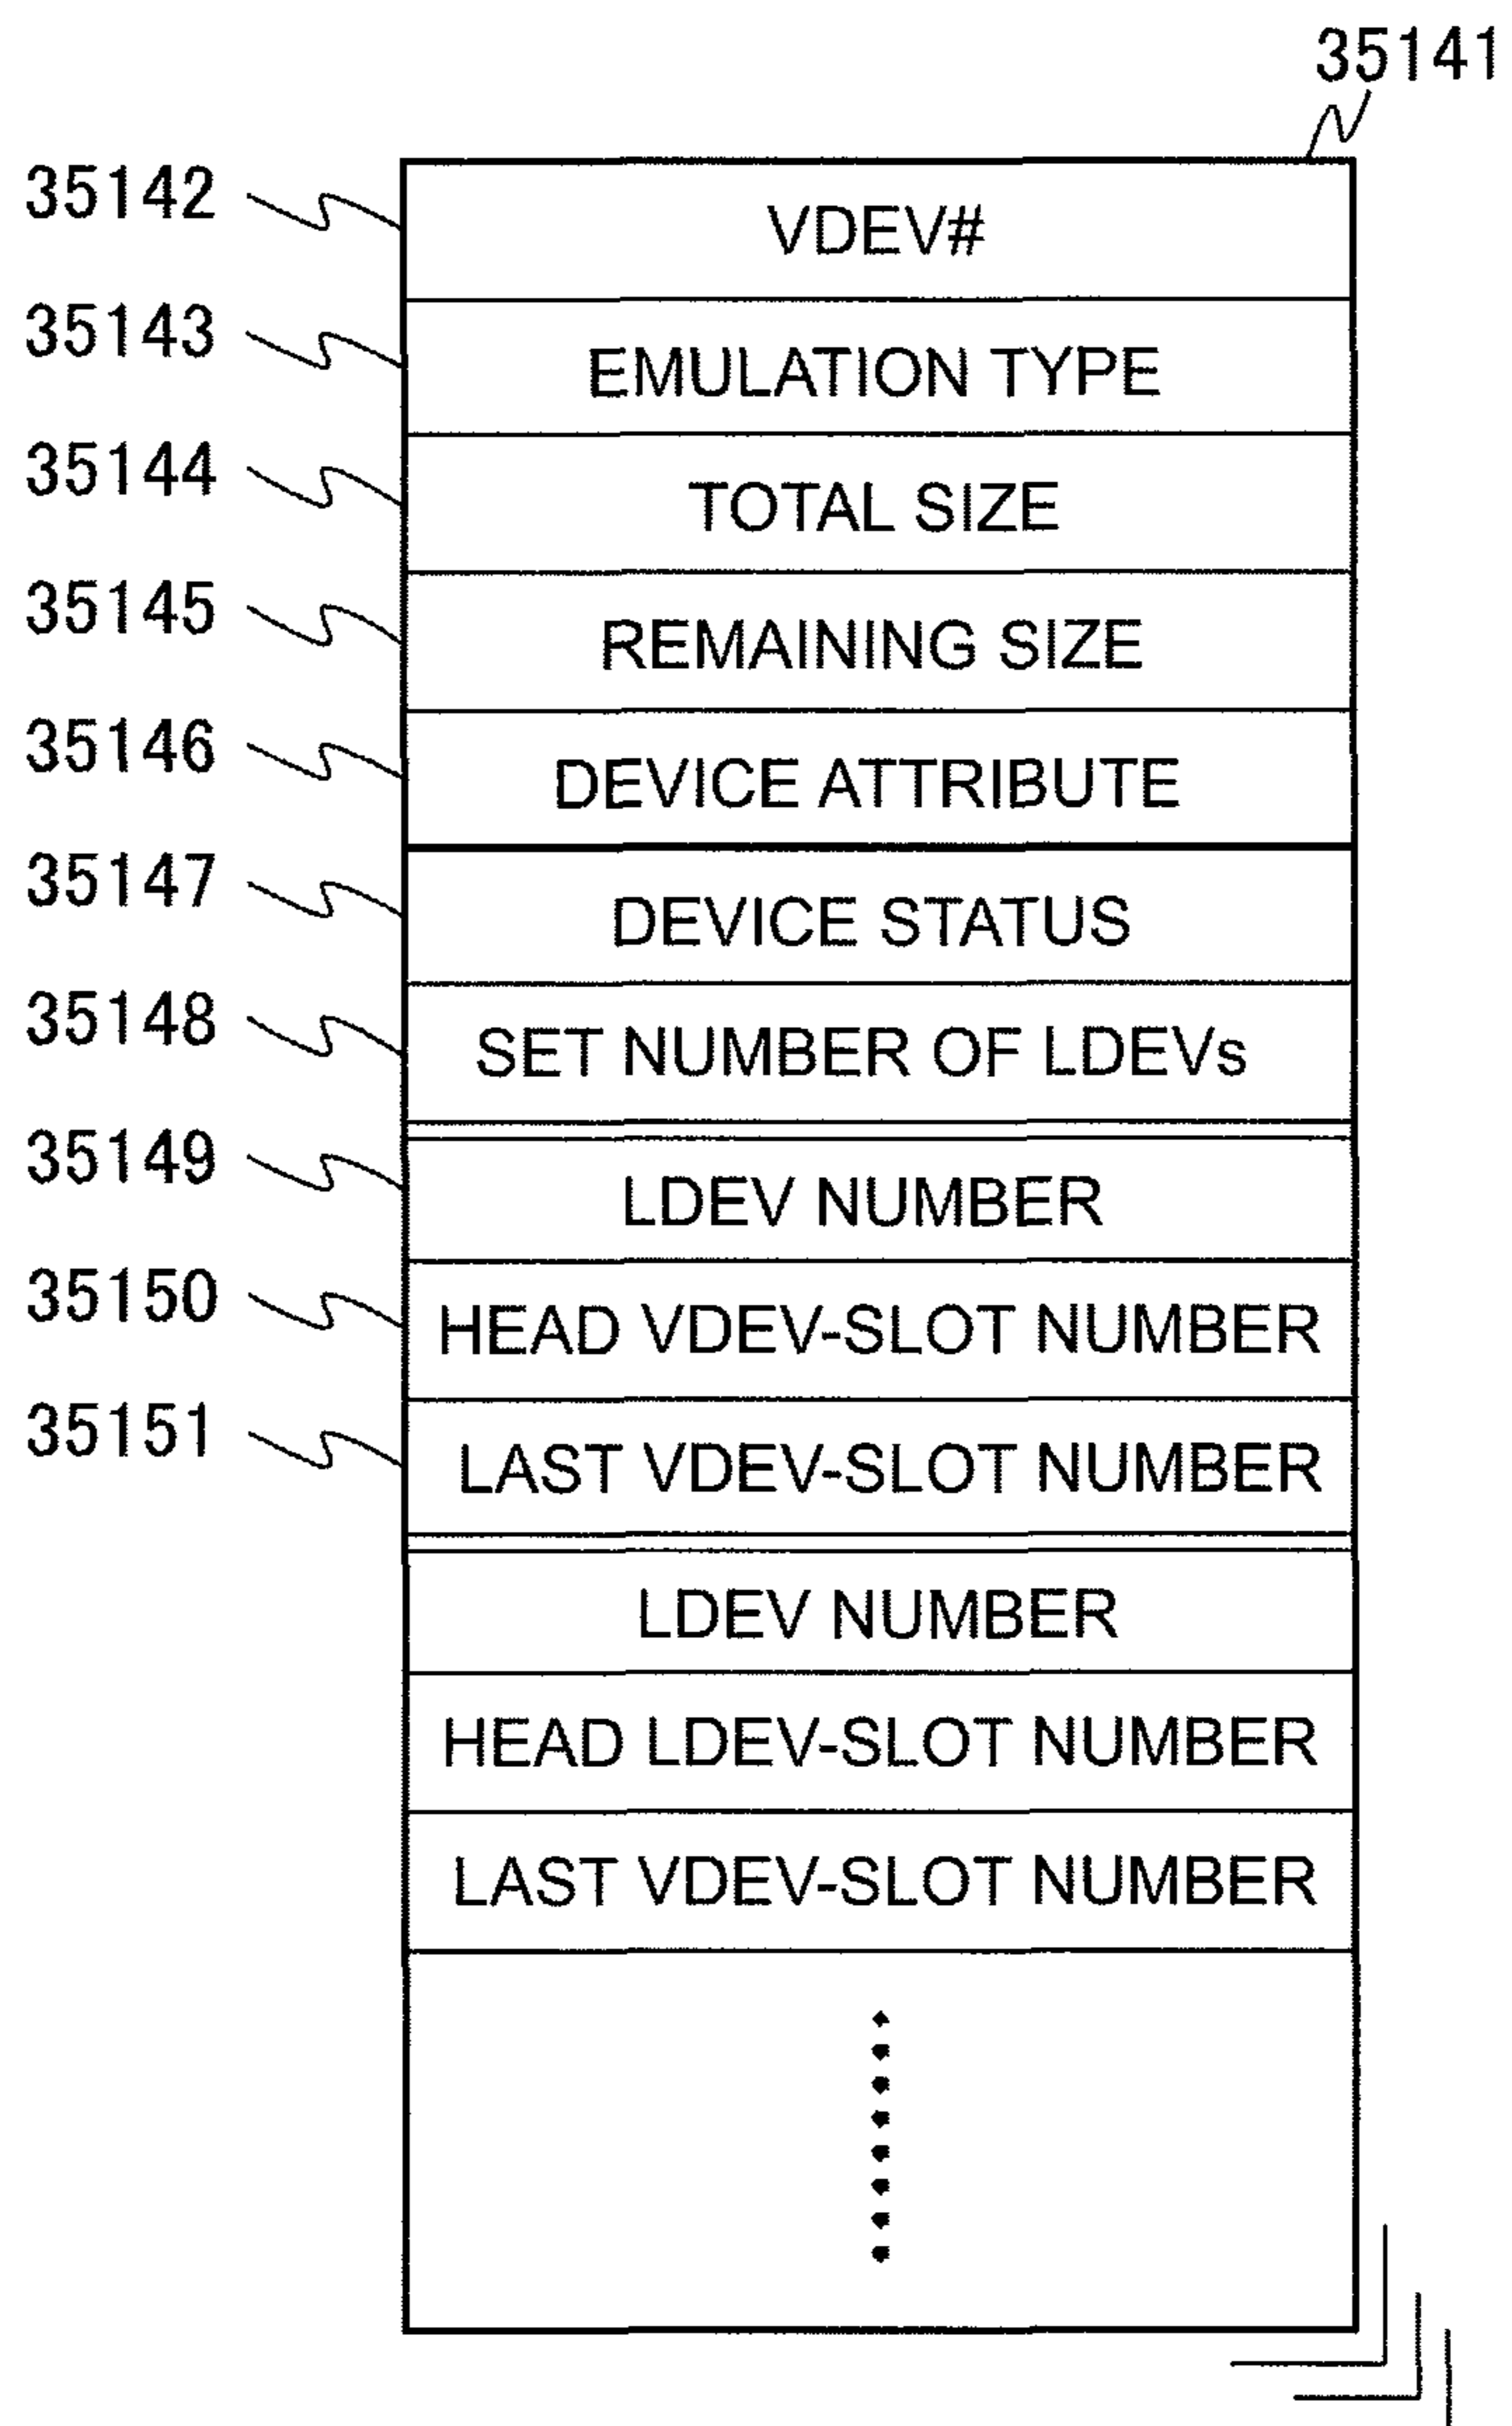 35141
35142 VDEV#
35143 EMULATION TYPE
35144 TOTAL SIZE
35145 REMAINING SIZE
35146 DEVICE ATTRIBUTE
35147 DEVICE STATUS
35148 SET NUMBER OF LDEVs
35149 LDEV NUMBER
35150 HEAD VDEV-SLOT NUMBER
35151 LAST VDEV-SLOT NUMBER
LDEV NUMBER
HEAD LDEV-SLOT NUMBER
LAST VDEV-SLOT NUMBER